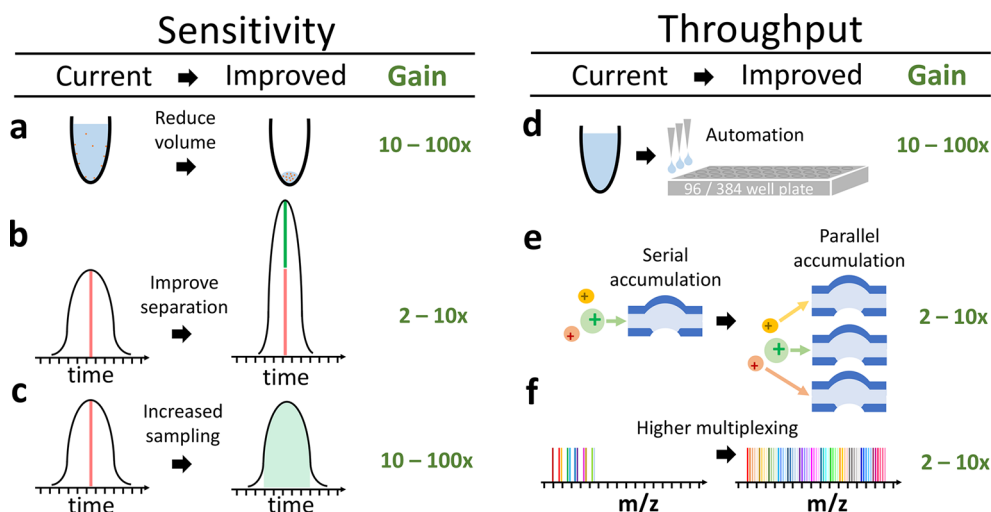 Sensitivity
Current Improved Gain
a
Reduce
volume
10 – 100x
b
Improve
separation
2 – 10x
time
time
c
Increased
sampling
10 – 100x
time
time
Throughput
Current Improved Gain
d
Automation
96 / 384 well plate
10 – 100x
e
Serial
accumulation
Parallel
accumulation
+
+
+
+
+
+
2 – 10x
f
Higher multiplexing
2 – 10x
m/z
m/z